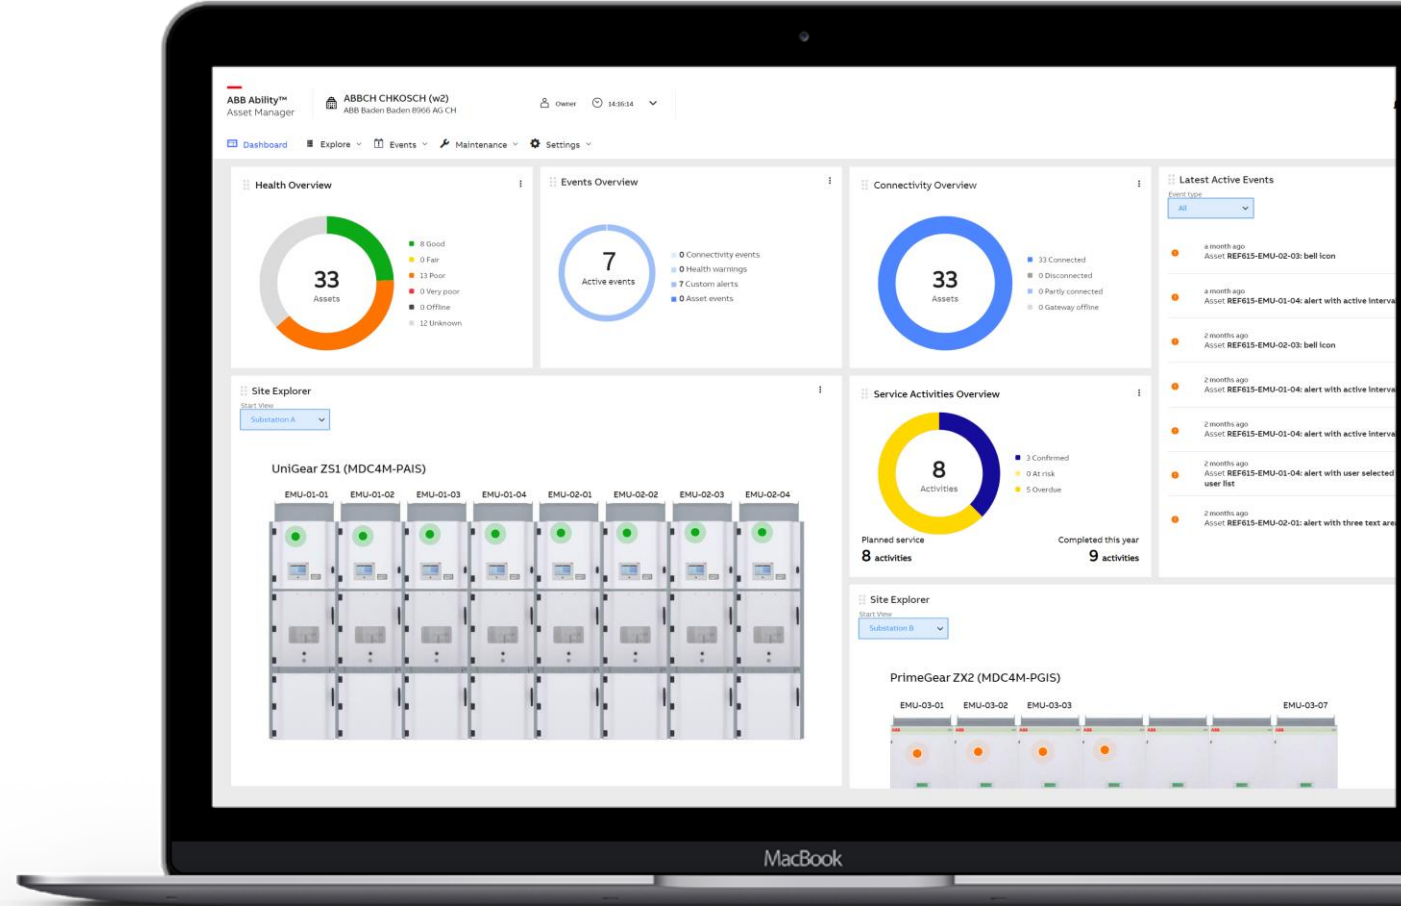 ABB Ability™
Asset Manager
ABBCH CHKOSCH (w2)
ABB Baden Baden 8966 AG CH
Owner
14:16:14
Dashboard
Explore
Events
Maintenance
Settings
Health Overview
33
Assets
8 Good
0 Fair
13 Poor
0 Very poor
0 Offline
12 Unknown
Events Overview
7
Active events
0 Connectivity events
0 Health warnings
7 Custom alerts
0 Asset events
Connectivity Overview
33
Assets
33 Connected
0 Disconnected
0 Partly connected
0 Gateway offline
Latest Active Events
Event type
All
a month ago
Asset REF615-EMU-02-03: bell icon
a month ago
Asset REF615-EMU-01-04: alert with active interva
2 months ago
Asset REF615-EMU-02-03: bell icon
2 months ago
Asset REF615-EMU-01-04: alert with active interva
2 months ago
Asset REF615-EMU-01-04: alert with active interva
2 months ago
Asset REF615-EMU-01-04: alert with user selected
user list
2 months ago
Asset REF615-EMU-02-01: alert with three text are
Site Explorer
Start View
Substation A
UniGear ZS1 (MDC4M-PAIS)
EMU-01-01 EMU-01-02 EMU-01-03 EMU-01-04 EMU-02-01 EMU-02-02 EMU-02-03 EMU-02-04
Service Activities Overview
8
Activities
3 Confirmed
0 At risk
5 Overdue
Planned service
8 activities
Completed this year
9 activities
Site Explorer
Start View
Substation B
PrimeGear ZX2 (MDC4M-PGIS)
EMU-03-01 EMU-03-02 EMU-03-03 EMU-03-07
ABB ABB ABB ABB ABB ABB ABB
MacBook